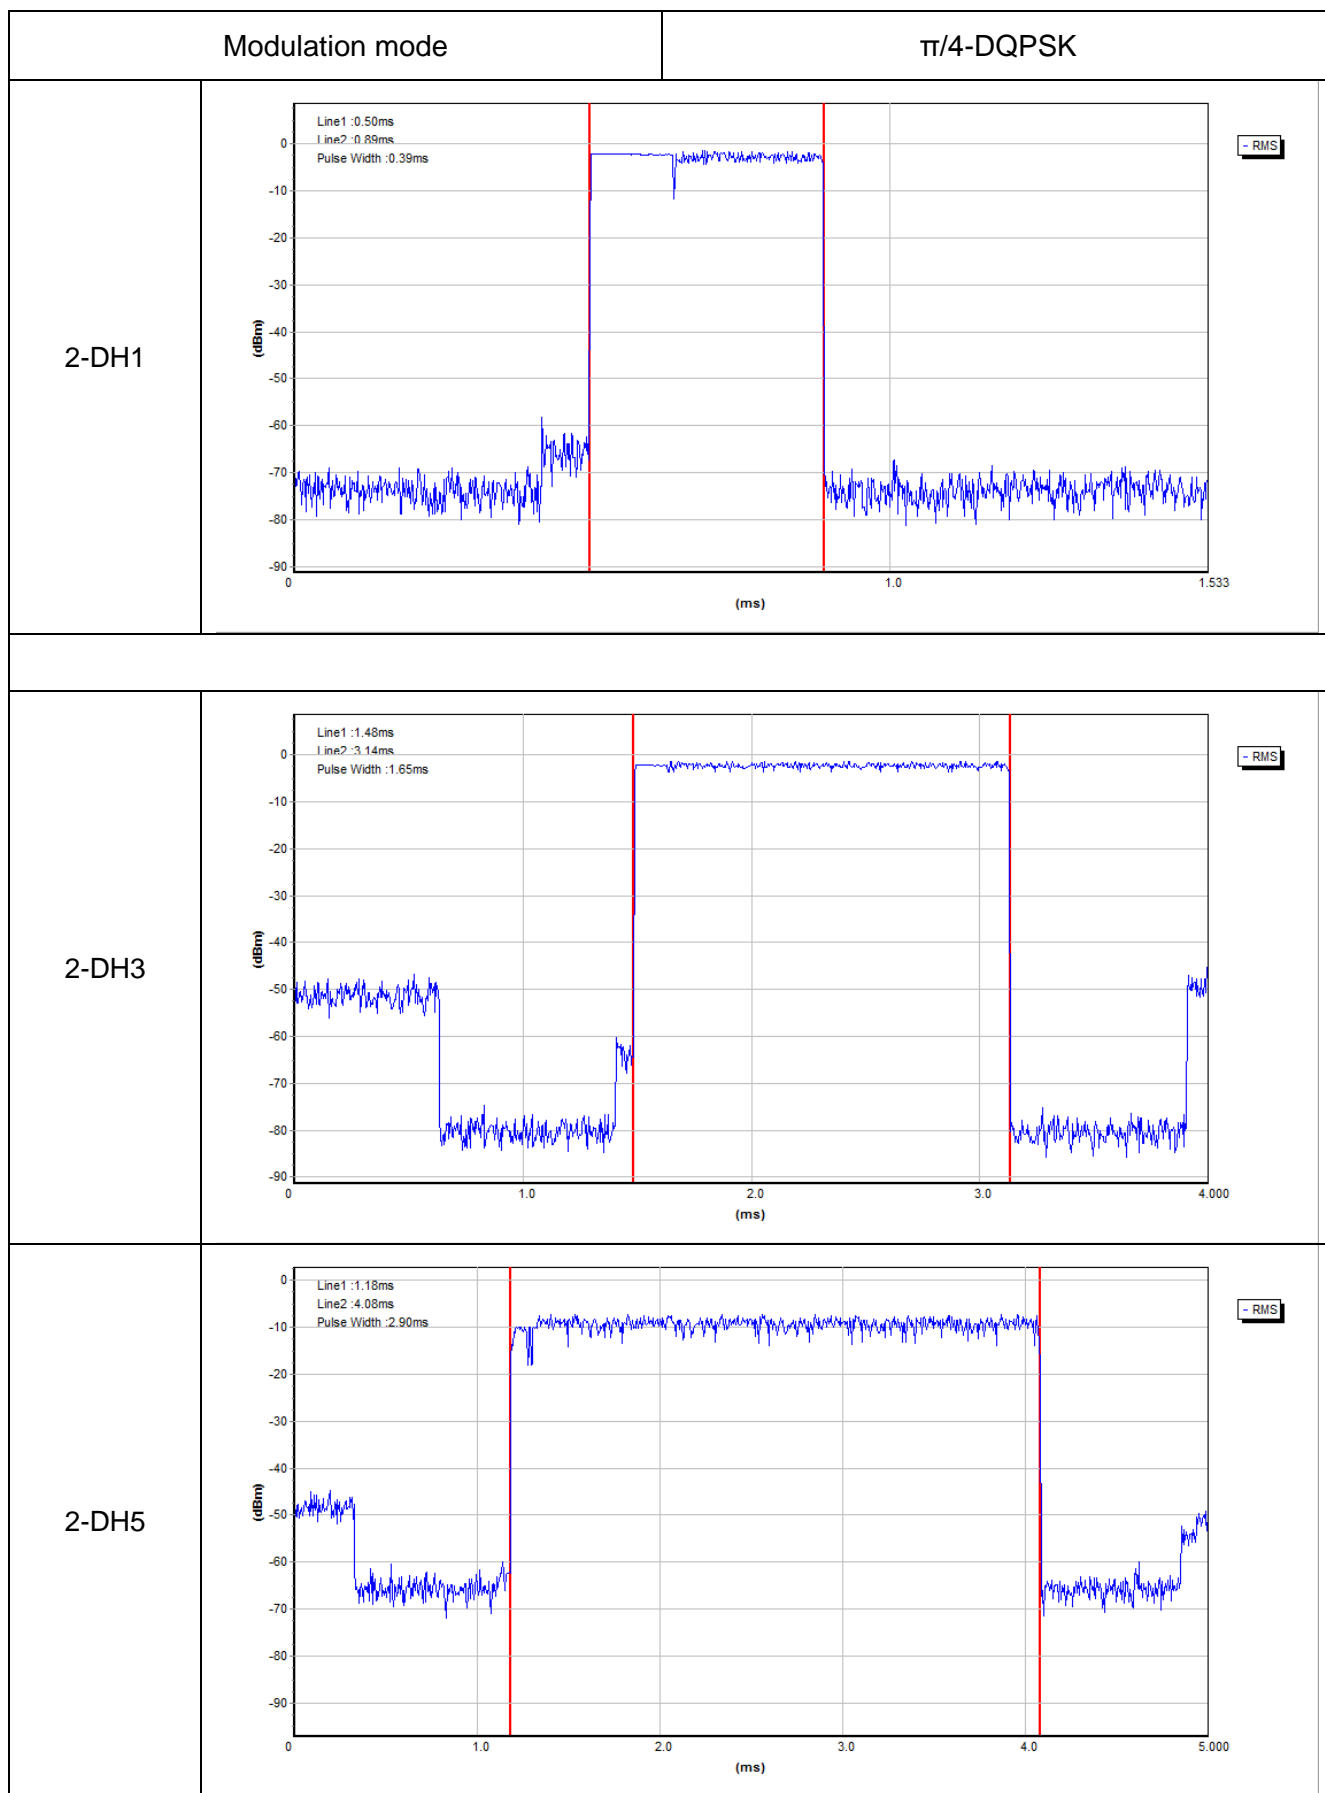 Modulation mode π/4-DQPSK
2-DH1
Line1 :0.50ms
Line2 :0.89ms
Pulse Width :0.39ms
- RMS
0
-10
-20
-30
-40
-50
-60
-70
-80
-90
(dBm)
0 1.0 1.533
(ms)
2-DH3
Line1 :1.48ms
Line2 :3.14ms
Pulse Width :1.65ms
- RMS
0
-10
-20
-30
-40
-50
-60
-70
-80
-90
(dBm)
0 1.0 2.0 3.0 4.000
(ms)
2-DH5
Line1 :1.18ms
Line2 :4.08ms
Pulse Width :2.90ms
- RMS
0
-10
-20
-30
-40
-50
-60
-70
-80
-90
(dBm)
0 1.0 2.0 3.0 4.0 5.000
(ms)